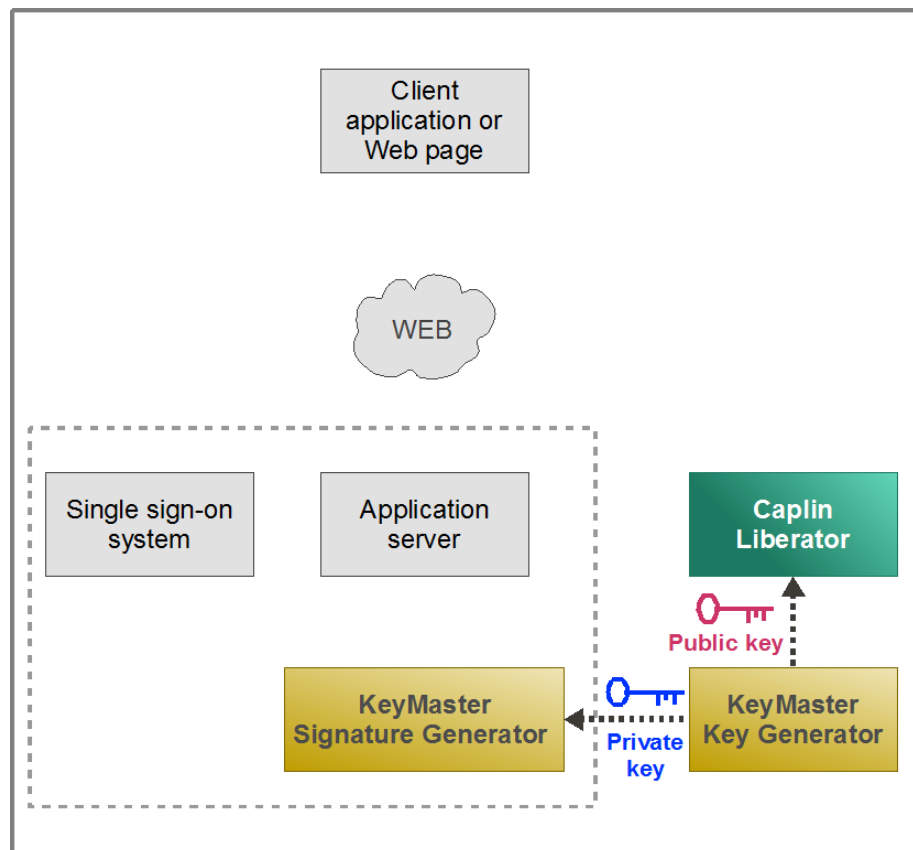 Client
application or
Web page
WEB
Single sign-on
system
Application
server
Caplin
Liberator
Public key
KeyMaster
Signature Generator
Private
key
KeyMaster
Key Generator